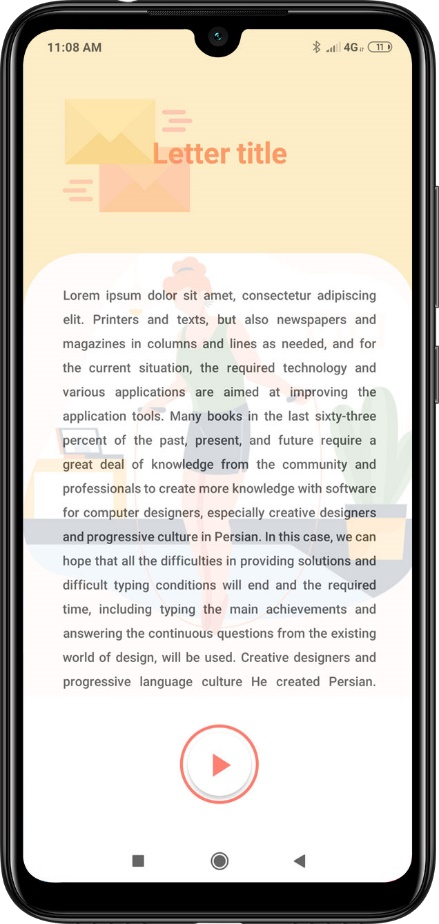 11:08 AM
4G 11
Letter title
Lorem ipsum dolor sit amet, consectetur adipiscing
elit. Printers and texts, but also newspapers and
magazines in columns and lines as needed, and for
the current situation, the required technology and
various applications are aimed at improving the
application tools. Many books in the last sixty-three
percent of the past, present, and future require a
great deal of knowledge from the community and
professionals to create more knowledge with software
for computer designers, especially creative designers
and progressive culture in Persian. In this case, we can
hope that all the difficulties in providing solutions and
difficult typing conditions will end and the required
time, including typing the main achievements and
answering the continuous questions from the existing
world of design, will be used. Creative designers and
progressive language culture He created Persian.